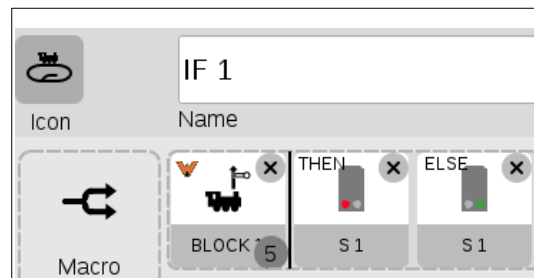 IF 1
Icon
Name
THEN
ELSE
BLOCK
5
S 1
S 1
Macro